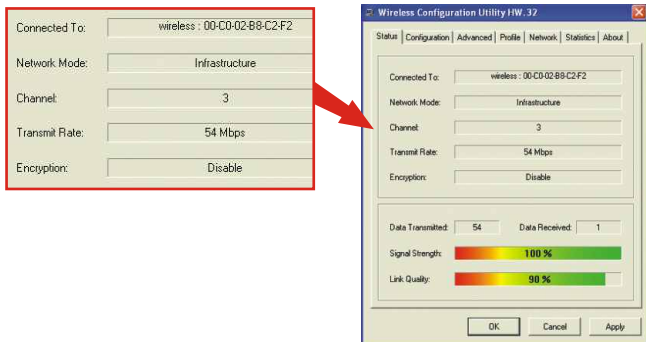 Connected To: wireless : 00-C0-02-B8-C2-F2
Network Mode: Infrastructure
Channel: 3
Transmit Rate: 54 Mbps
Encryption: Disable
Wireless Configuration Utility HW.32
Status Configuration Advanced Profile Network Statistics About
Connected To: wireless : 00-C0-02-B8-C2-F2
Network Mode: Infrastructure
Channel: 3
Transmit Rate: 54 Mbps
Encryption: Disable
Data Transmitted: 54 Data Received: 1
Signal Strength: 100 %
Link Quality: 90 %
OK Cancel Apply